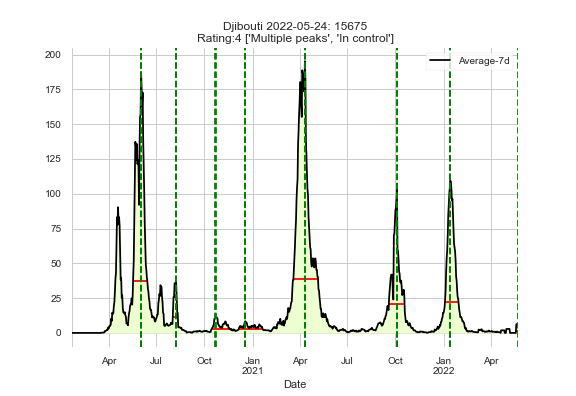 Djibouti 2022-05-24: 15675
Rating:4 ['Multiple peaks', 'In control']
Average-7d
200
175
150
125
100
75
50
25
0
Apr Jul Oct Jan Apr Jul Oct Jan Apr
2021 2022
Date